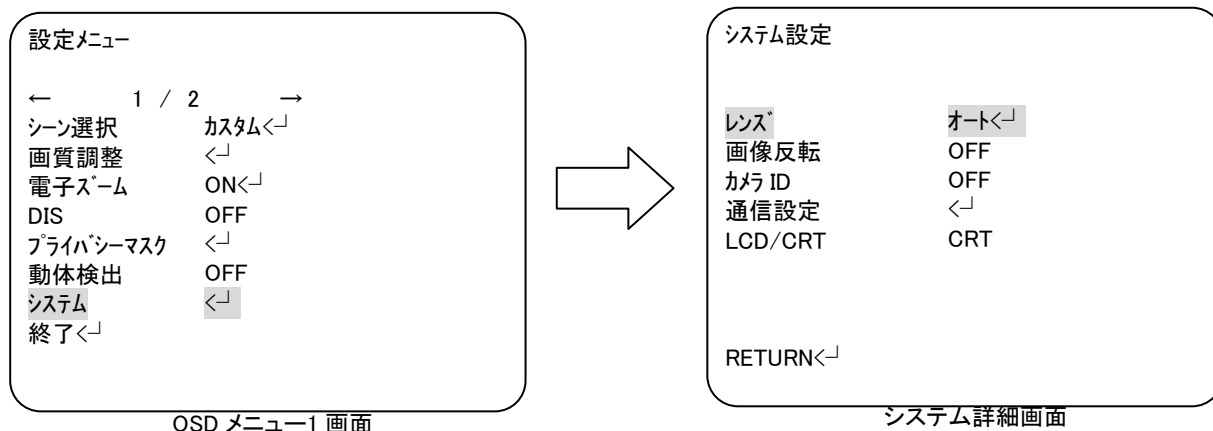 設定ﾒﾆｭｰ
← 1 / 2 →
ｼｰﾝ選択 ｶｽﾀﾑ<┘
画質調整 <┘
電子ｽﾞｰﾑ ON<┘
DIS OFF
ﾌﾟﾗｲﾊﾞｼｰﾏｽｸ <┘
動体検出 OFF
ｼｽﾃﾑ <┘
終了<┘
OSD メニュー1 画面
ｼｽﾃﾑ設定
ﾚﾝｽﾞ ｵｰﾄ<┘
画像反転 OFF
ｶﾒﾗ ID OFF
通信設定 <┘
LCD/CRT CRT
RETURN<┘
システム詳細画面